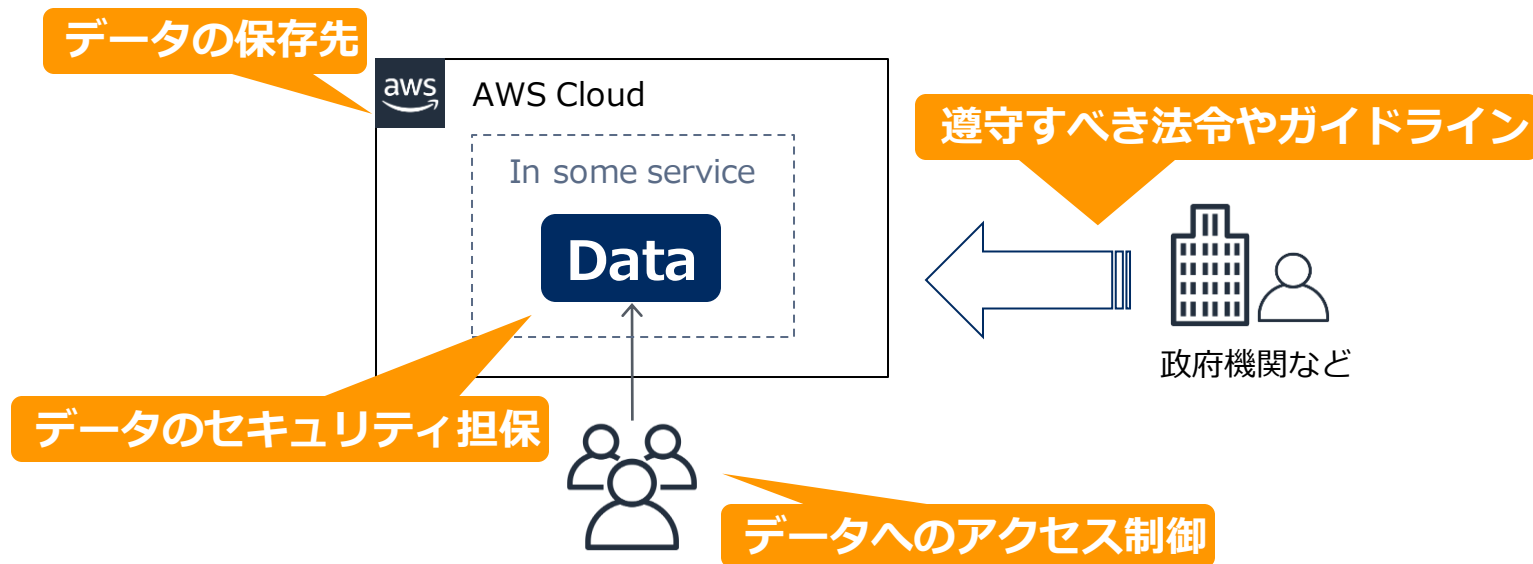 データの保存先
aws
AWS Cloud
遵守すべき法令やガイドライン
In some service
Data
政府機関など
データのセキュリティ担保
データへのアクセス制御